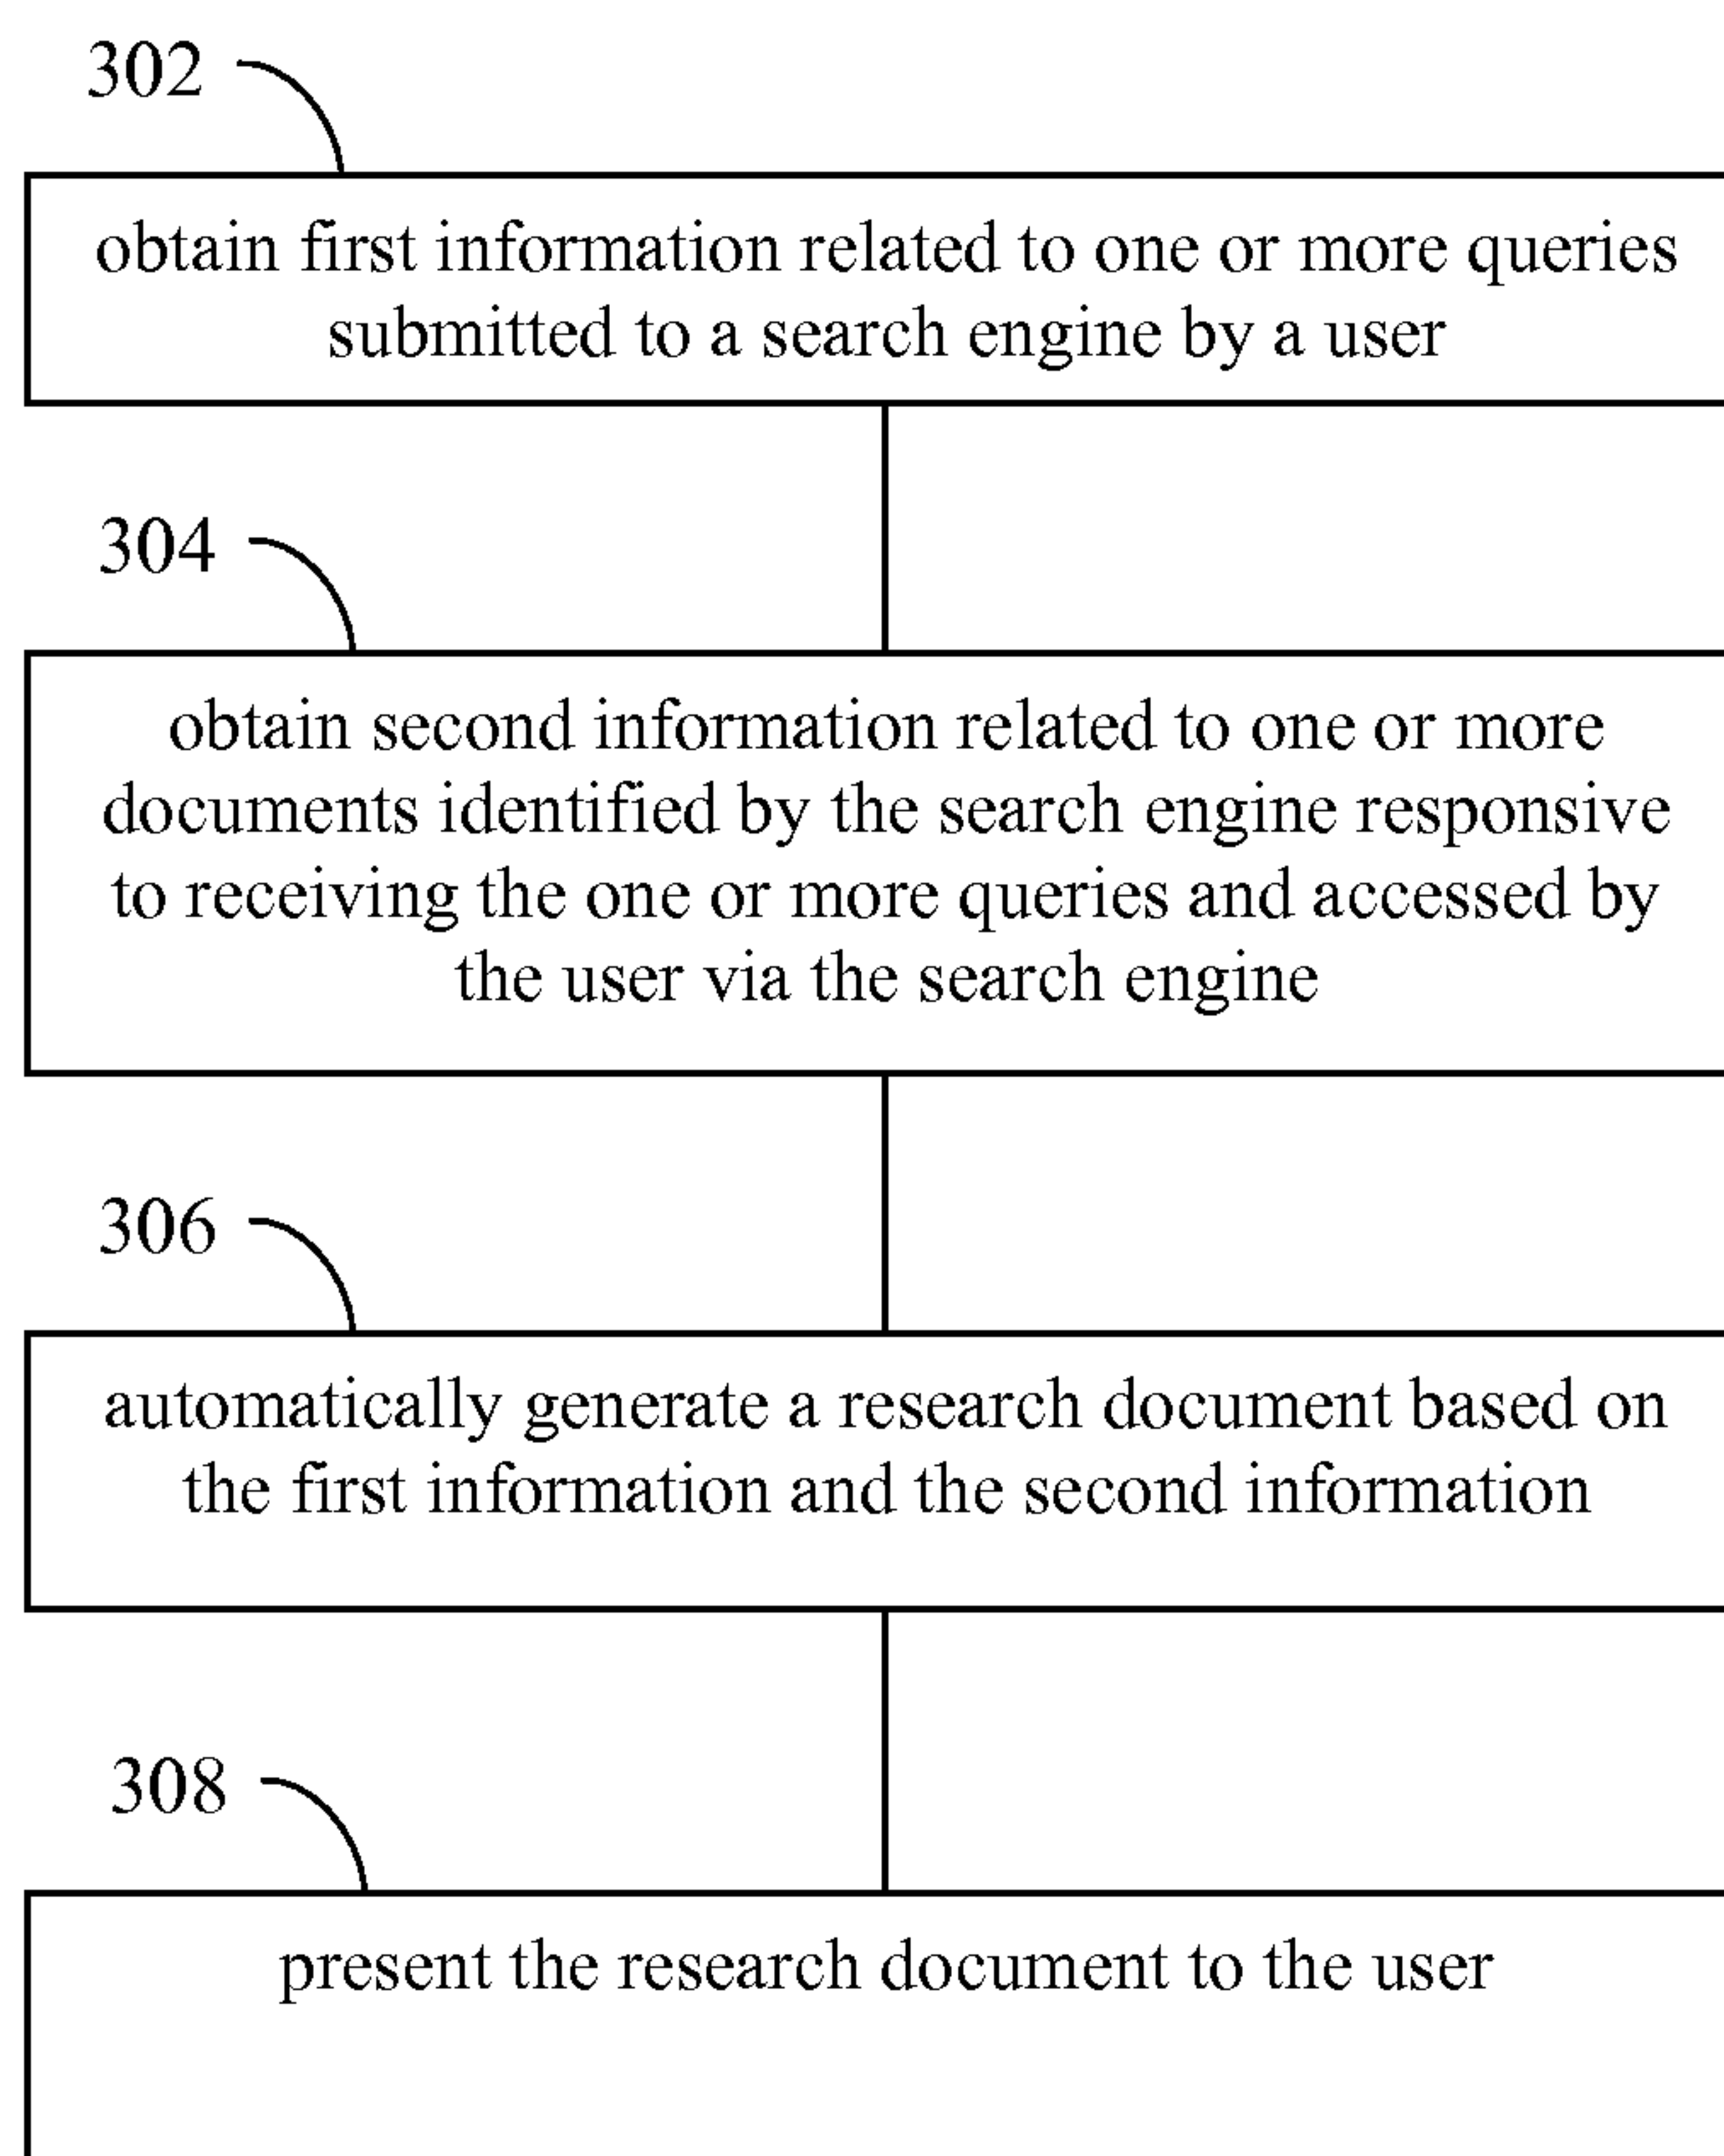 302
obtain first information related to one or more queries
submitted to a search engine by a user
304
obtain second information related to one or more
documents identified by the search engine responsive
to receiving the one or more queries and accessed by
the user via the search engine
306
automatically generate a research document based on
the first information and the second information
308
present the research document to the user